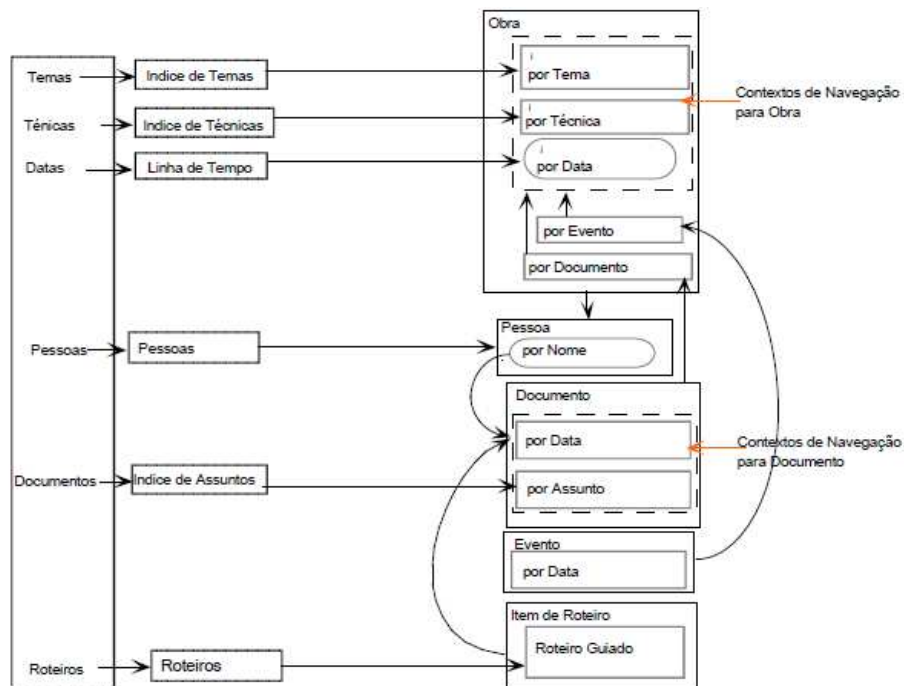 Obra
Temas
Indice de Temas
por Tema
Contextos de Navegação
para Obra
Ténicas
Indice de Técnicas
por Técnica
Datas
Linha de Tempo
por Data
por Evento
por Documento
Pessoa
Pessoas
Pessoas
por Nome
Documento
por Data
Contextos de Navegação
para Documento
Documentos
Indice de Assuntos
por Assunto
Evento
por Data
Item de Roteiro
Roteiro Guiado
Roteiros
Roteiros